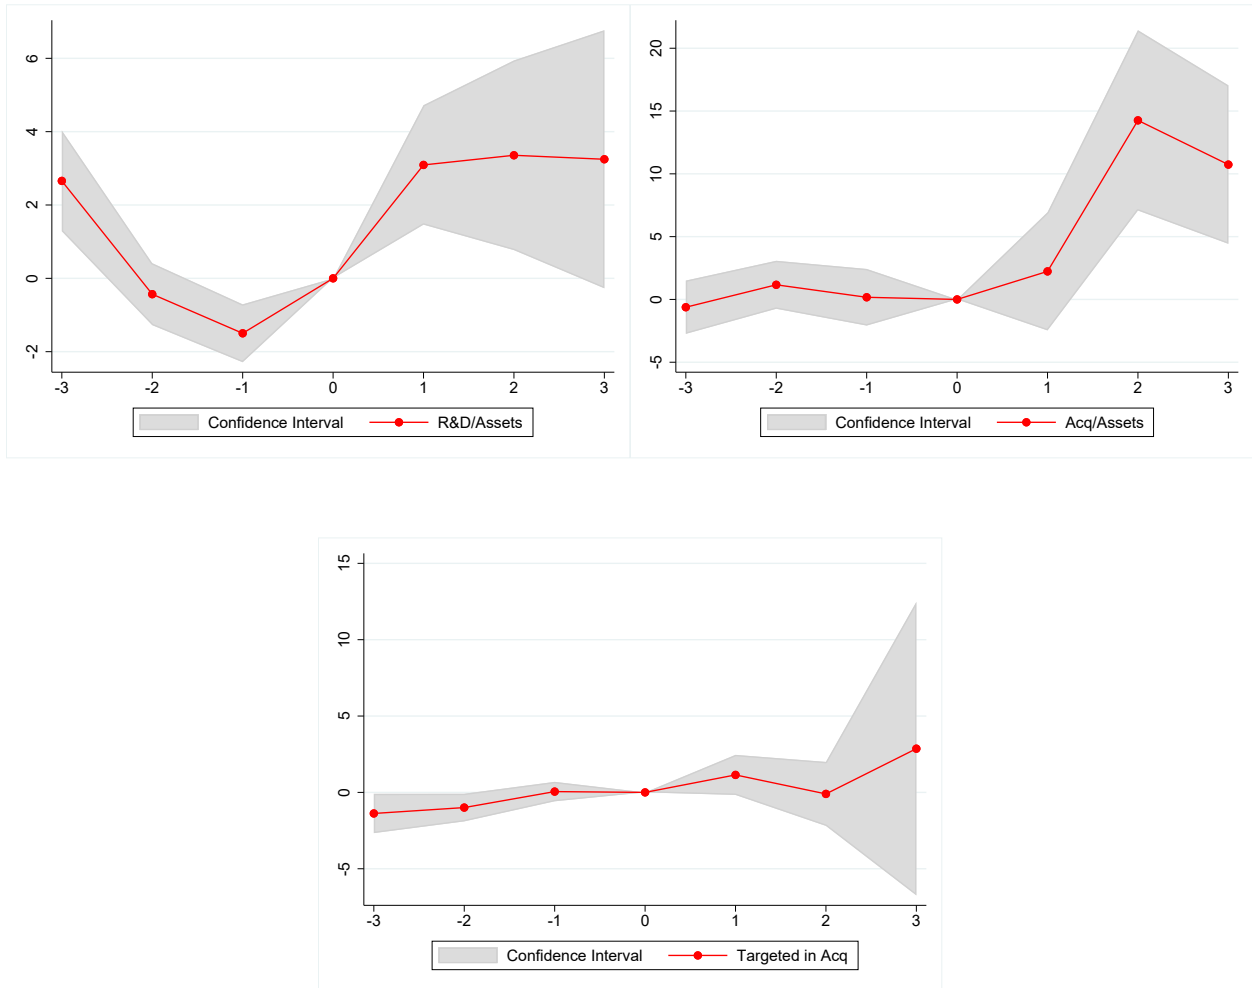 6
4
2
0
-2
-3 -2 -1 0 1 2 3
Confidence Interval R&D/Assets
20
15
10
5
0
-5
-3 -2 -1 0 1 2 3
Confidence Interval Acq/Assets
15
10
5
0
-5
-3 -2 -1 0 1 2 3
Confidence Interval Targeted in Acq